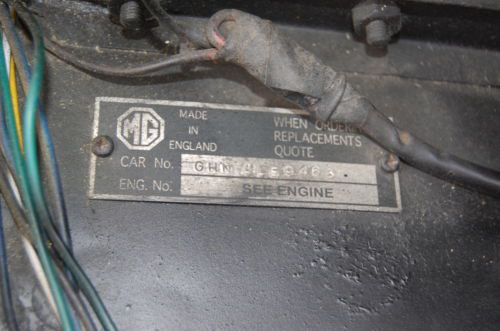 MG
MADE
IN
ENGLAND
WHEN
REPLACEMENTS
QUOTE
CAR No.
ENG. No. SEE ENGINE